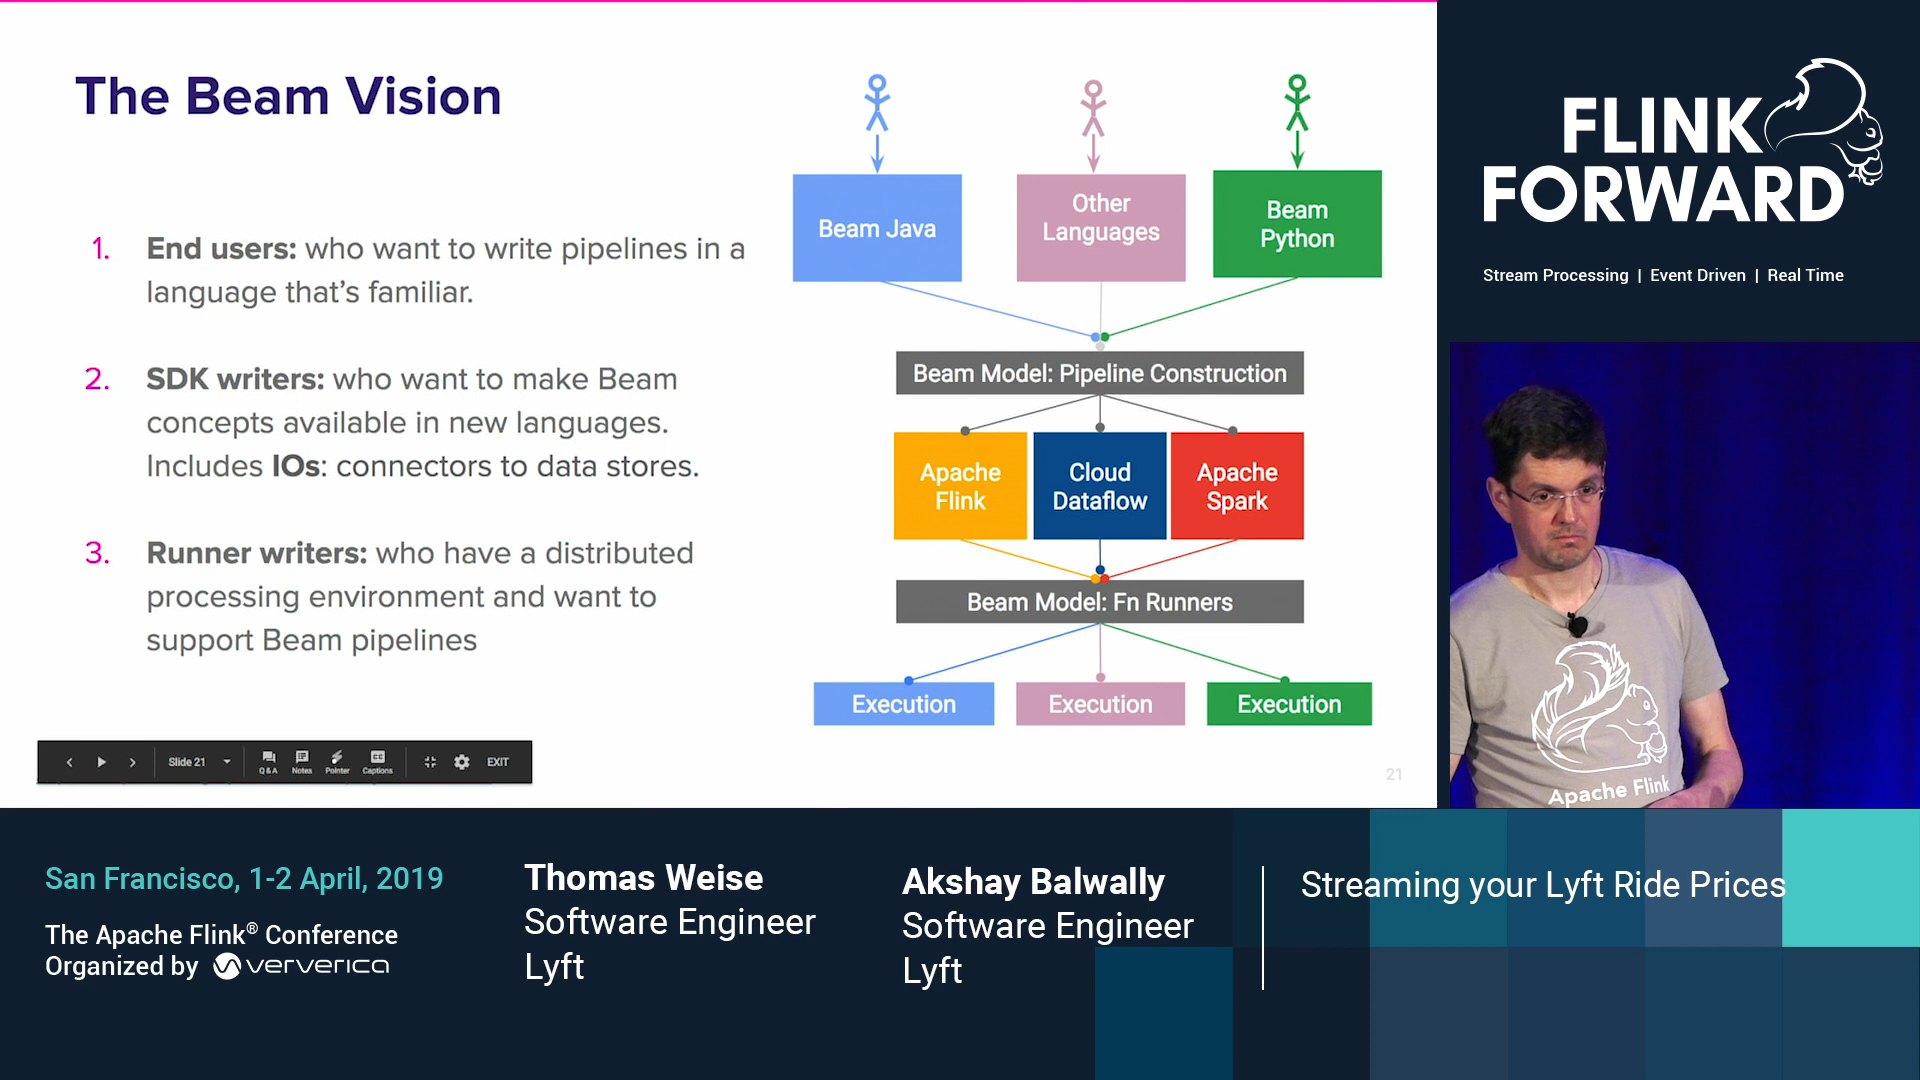 The Beam Vision
1. End users: who want to write pipelines in a
language that's familiar.
2. SDK writers: who want to make Beam
concepts available in new languages.
Includes IOs: connectors to data stores.
3. Runner writers: who have a distributed
processing environment and want to
support Beam pipelines
Beam Java
Other
Languages
Beam
Python
Beam Model: Pipeline Construction
Apache
Flink
Cloud
Dataflow
Apache
Spark
Beam Model: Fn Runners
Execution
Execution
Execution
Slide 21
Q & A
Notes
Pointer
CC
Captions
EXIT
21
FLINK
FORWARD
Stream Processing | Event Driven | Real Time
Apache Flink
San Francisco, 1-2 April, 2019
The Apache Flink® Conference
Organized by ververica
Thomas Weise
Software Engineer
Lyft
Akshay Balwally
Software Engineer
Lyft
Streaming your Lyft Ride Prices